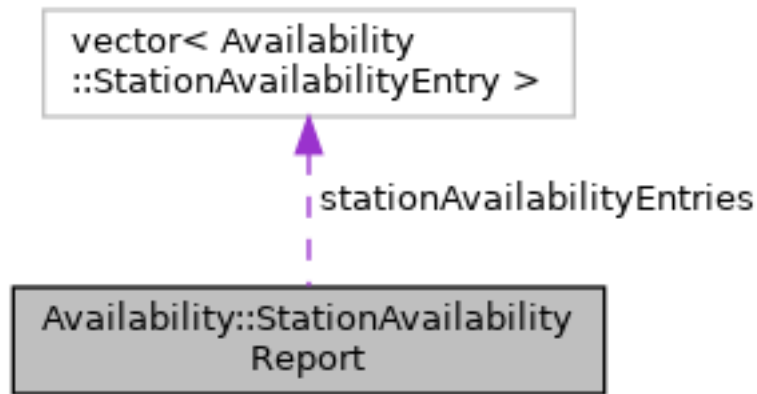 vector< Availability
::StationAvailabilityEntry >
stationAvailabilityEntries
Availability::StationAvailability
Report